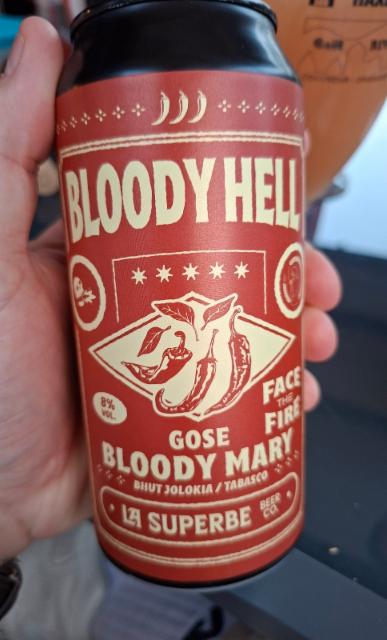 BLOODY HELL
8% VOL.
FACE
THE
FIRE
GOSE
BLOODY MARY
BHUT JOLOKIA / TABASCO
LA SUPERBE BEER CO.